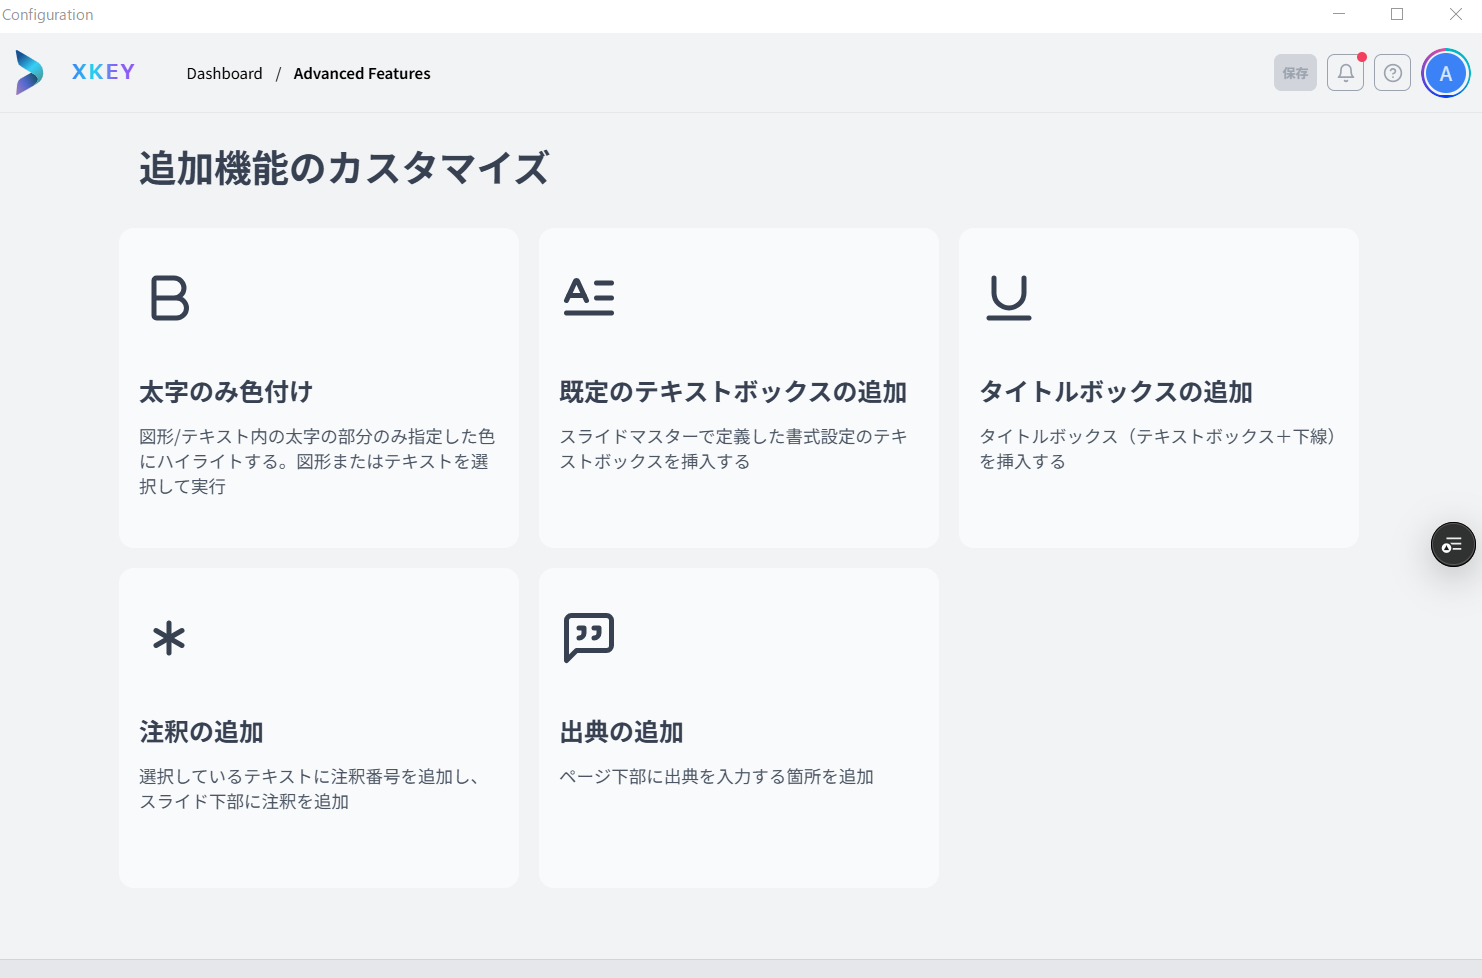 Configuration
XKEY
Dashboard / Advanced Features
保存
A
追加機能のカスタマイズ
太字のみ色付け
図形/テキスト内の太字の部分のみ指定した色
にハイライトする。図形またはテキストを選
択して実行
既定のテキストボックスの追加
スライドマスターで定義した書式設定のテキ
ストボックスを挿入する
タイトルボックスの追加
タイトルボックス（テキストボックス＋下線）
を挿入する
注釈の追加
選択しているテキストに注釈番号を追加し、
スライド下部に注釈を追加
出典の追加
ページ下部に出典を入力する箇所を追加